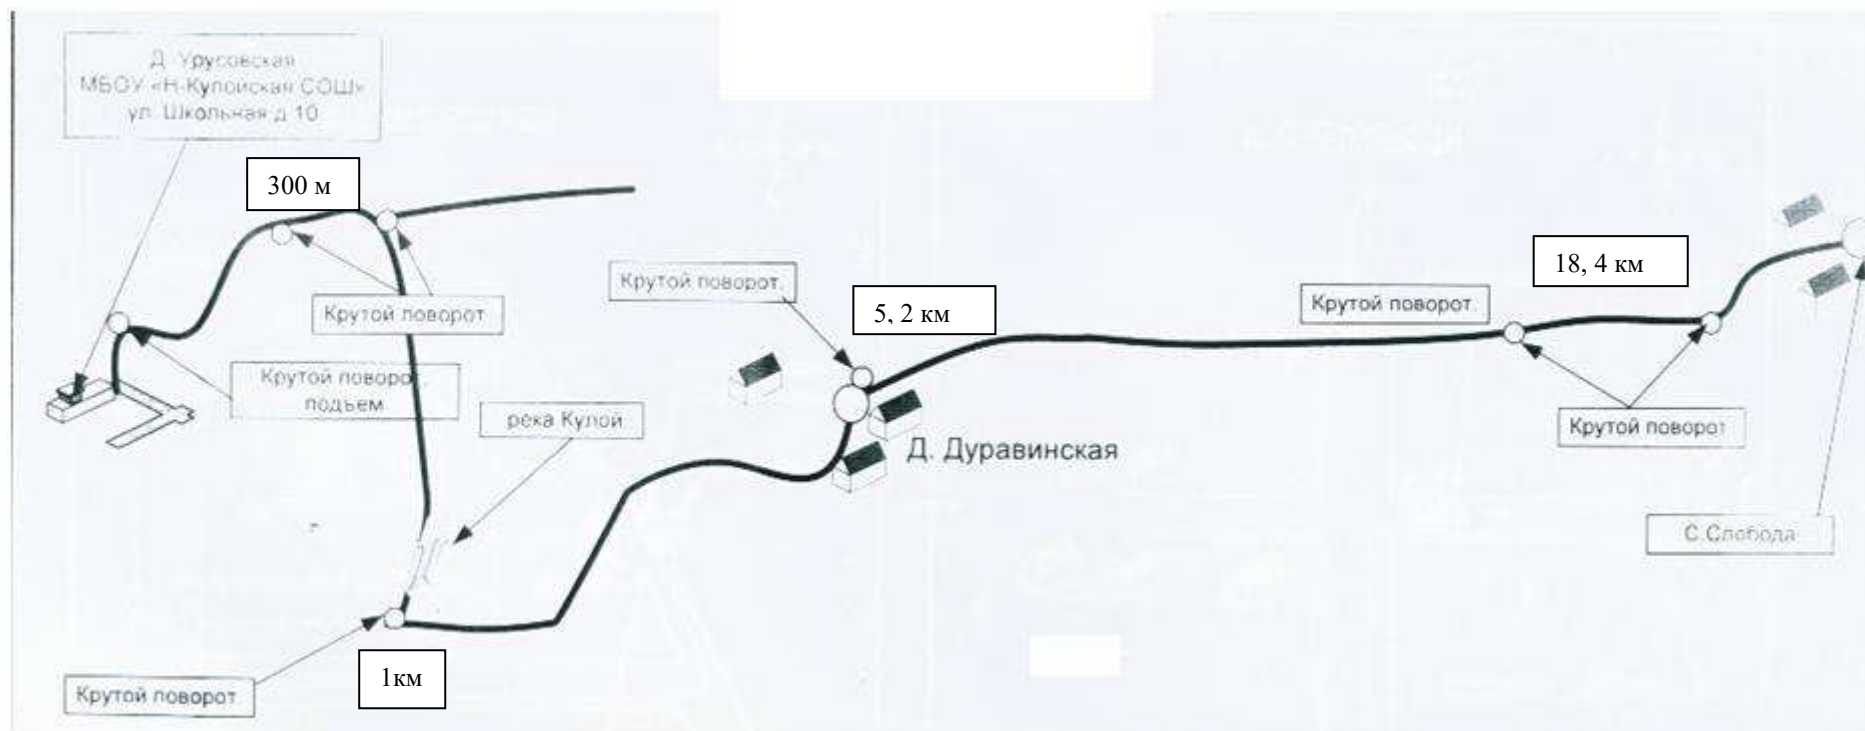 Д. Урусовская
МБОУ «Н-Кулойская СОШ»
ул. Школьная д 10
300 м
Крутой поворот
Крутой поворот,
подъем
река Кулой
Крутой поворот.
5, 2 км
Д. Дуравинская
Крутой поворот.
18, 4 км
Крутой поворот
С.Слобода
Крутой поворот
1км